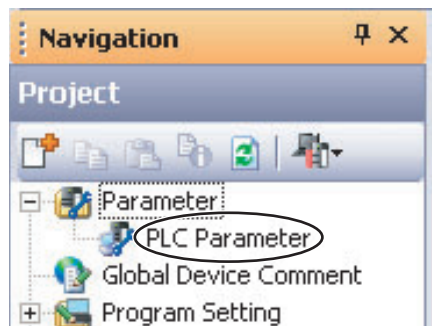 Navigation
Project
Parameter
PLC Parameter
Global Device Comment
Program Setting